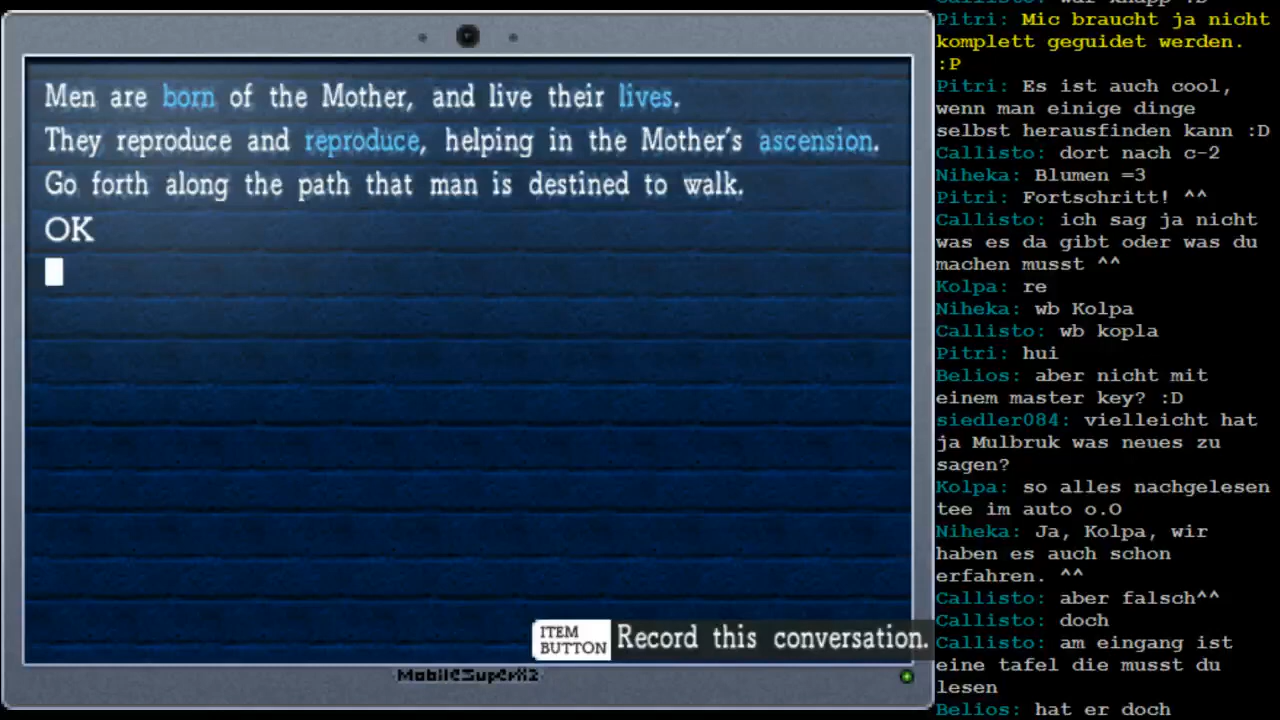 Men are born of the Mother, and live their lives.
They reproduce and reproduce, helping in the Mother's ascension.
Go forth along the path that man is destined to walk.
OK
ITEM
BUTTON
Record this conversation.
MobileSuperX2
Pitri: Mic braucht ja nicht
komplett geguidet werden.
:P
Pitri: Es ist auch cool,
wenn man einige dinge
selbst herausfinden kann :D
Callisto: dort nach c-2
Niheka: Blumen =3
Pitri: Fortschritt! ^^
Callisto: ich sag ja nicht
was es da gibt oder was du
machen musst ^^
Kolpa: re
Niheka: wb Kolpa
Callisto: wb kopla
Pitri: hui
Belios: aber nicht mit
einem master key? :D
siedler084: vielleicht hat
ja Mulbruk was neues zu
sagen?
Kolpa: so alles nachgelesen
tee im auto o.O
Niheka: Ja, Kolpa, wir
haben es auch schon
erfahren. ^^
Callisto: aber falsch^^
Callisto: doch
Callisto: am eingang ist
eine tafel die musst du
lesen
Belios: hat er doch